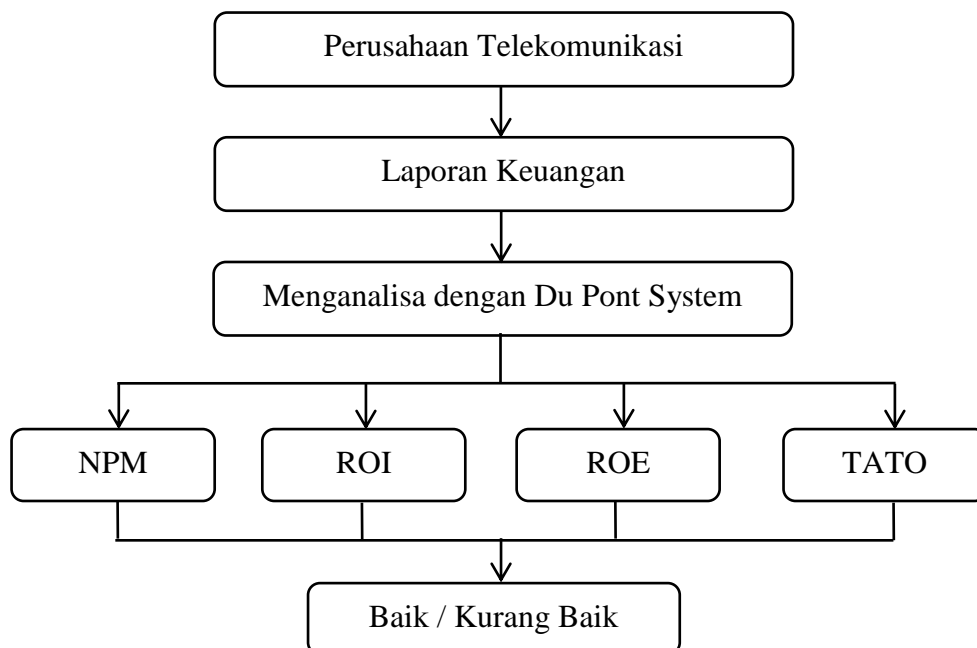 Perusahaan Telekomunikasi
Laporan Keuangan
Menganalisa dengan Du Pont System
NPM
ROI
ROE
TATO
Baik / Kurang Baik